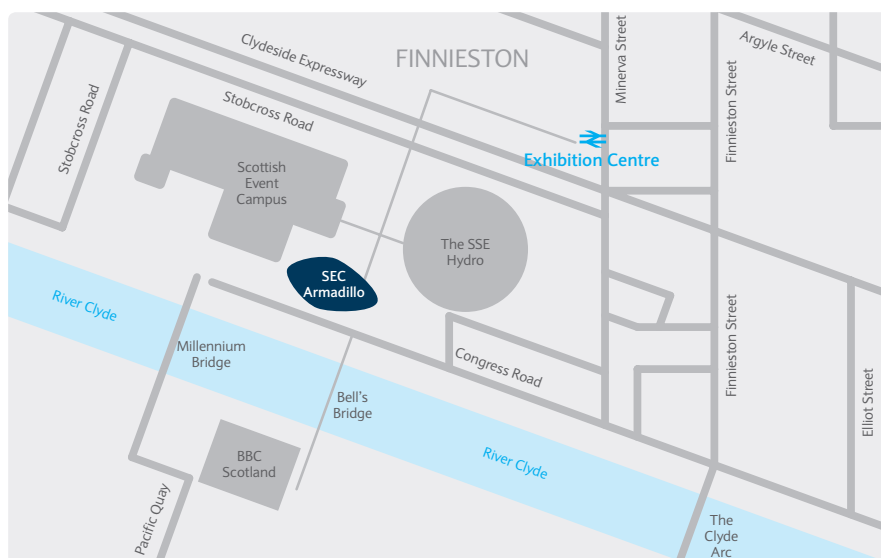 Clydeside Expressway
FINNIESTON
Minerva Street
Argyle Street
Finnieston Street
Stobcross Road
Stobcross Road
Exhibition Centre
Scottish
Event
Campus
The SSE
Hydro
SEC
Armadillo
River Clyde
Millennium
Bridge
Congress Road
Finnieston Street
Elliot Street
Bell's
Bridge
BBC
Scotland
River Clyde
Pacific Quay
The
Clyde
Arc